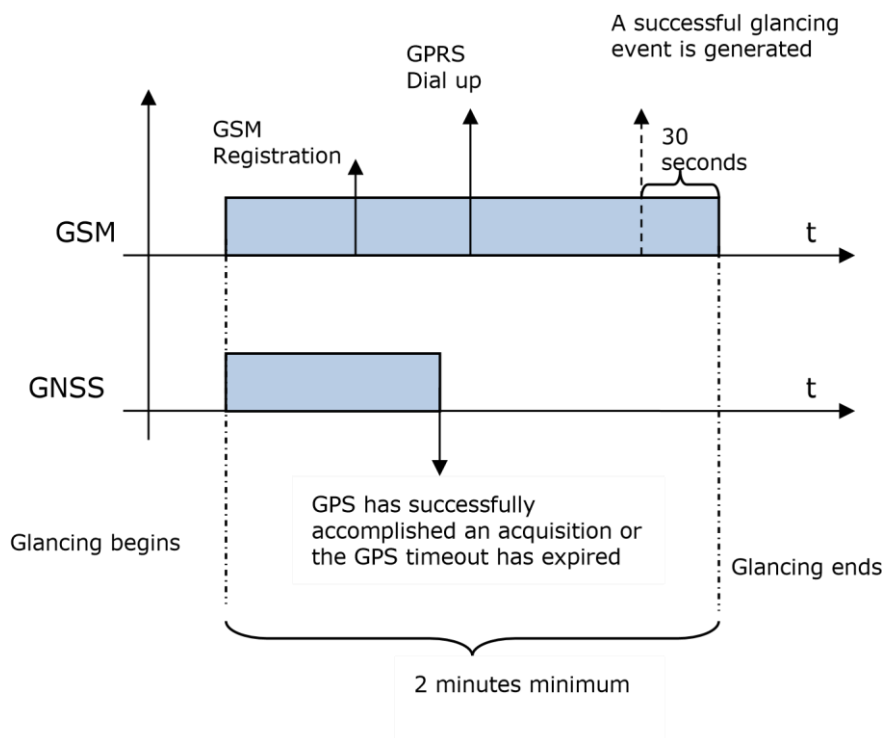 A successful glancing
event is generated
GPRS
Dial up
GSM
Registration
30
seconds
GSM
t
GNSS
t
GPS has successfully
accomplished an acquisition or
the GPS timeout has expired
Glancing begins
Glancing ends
2 minutes minimum